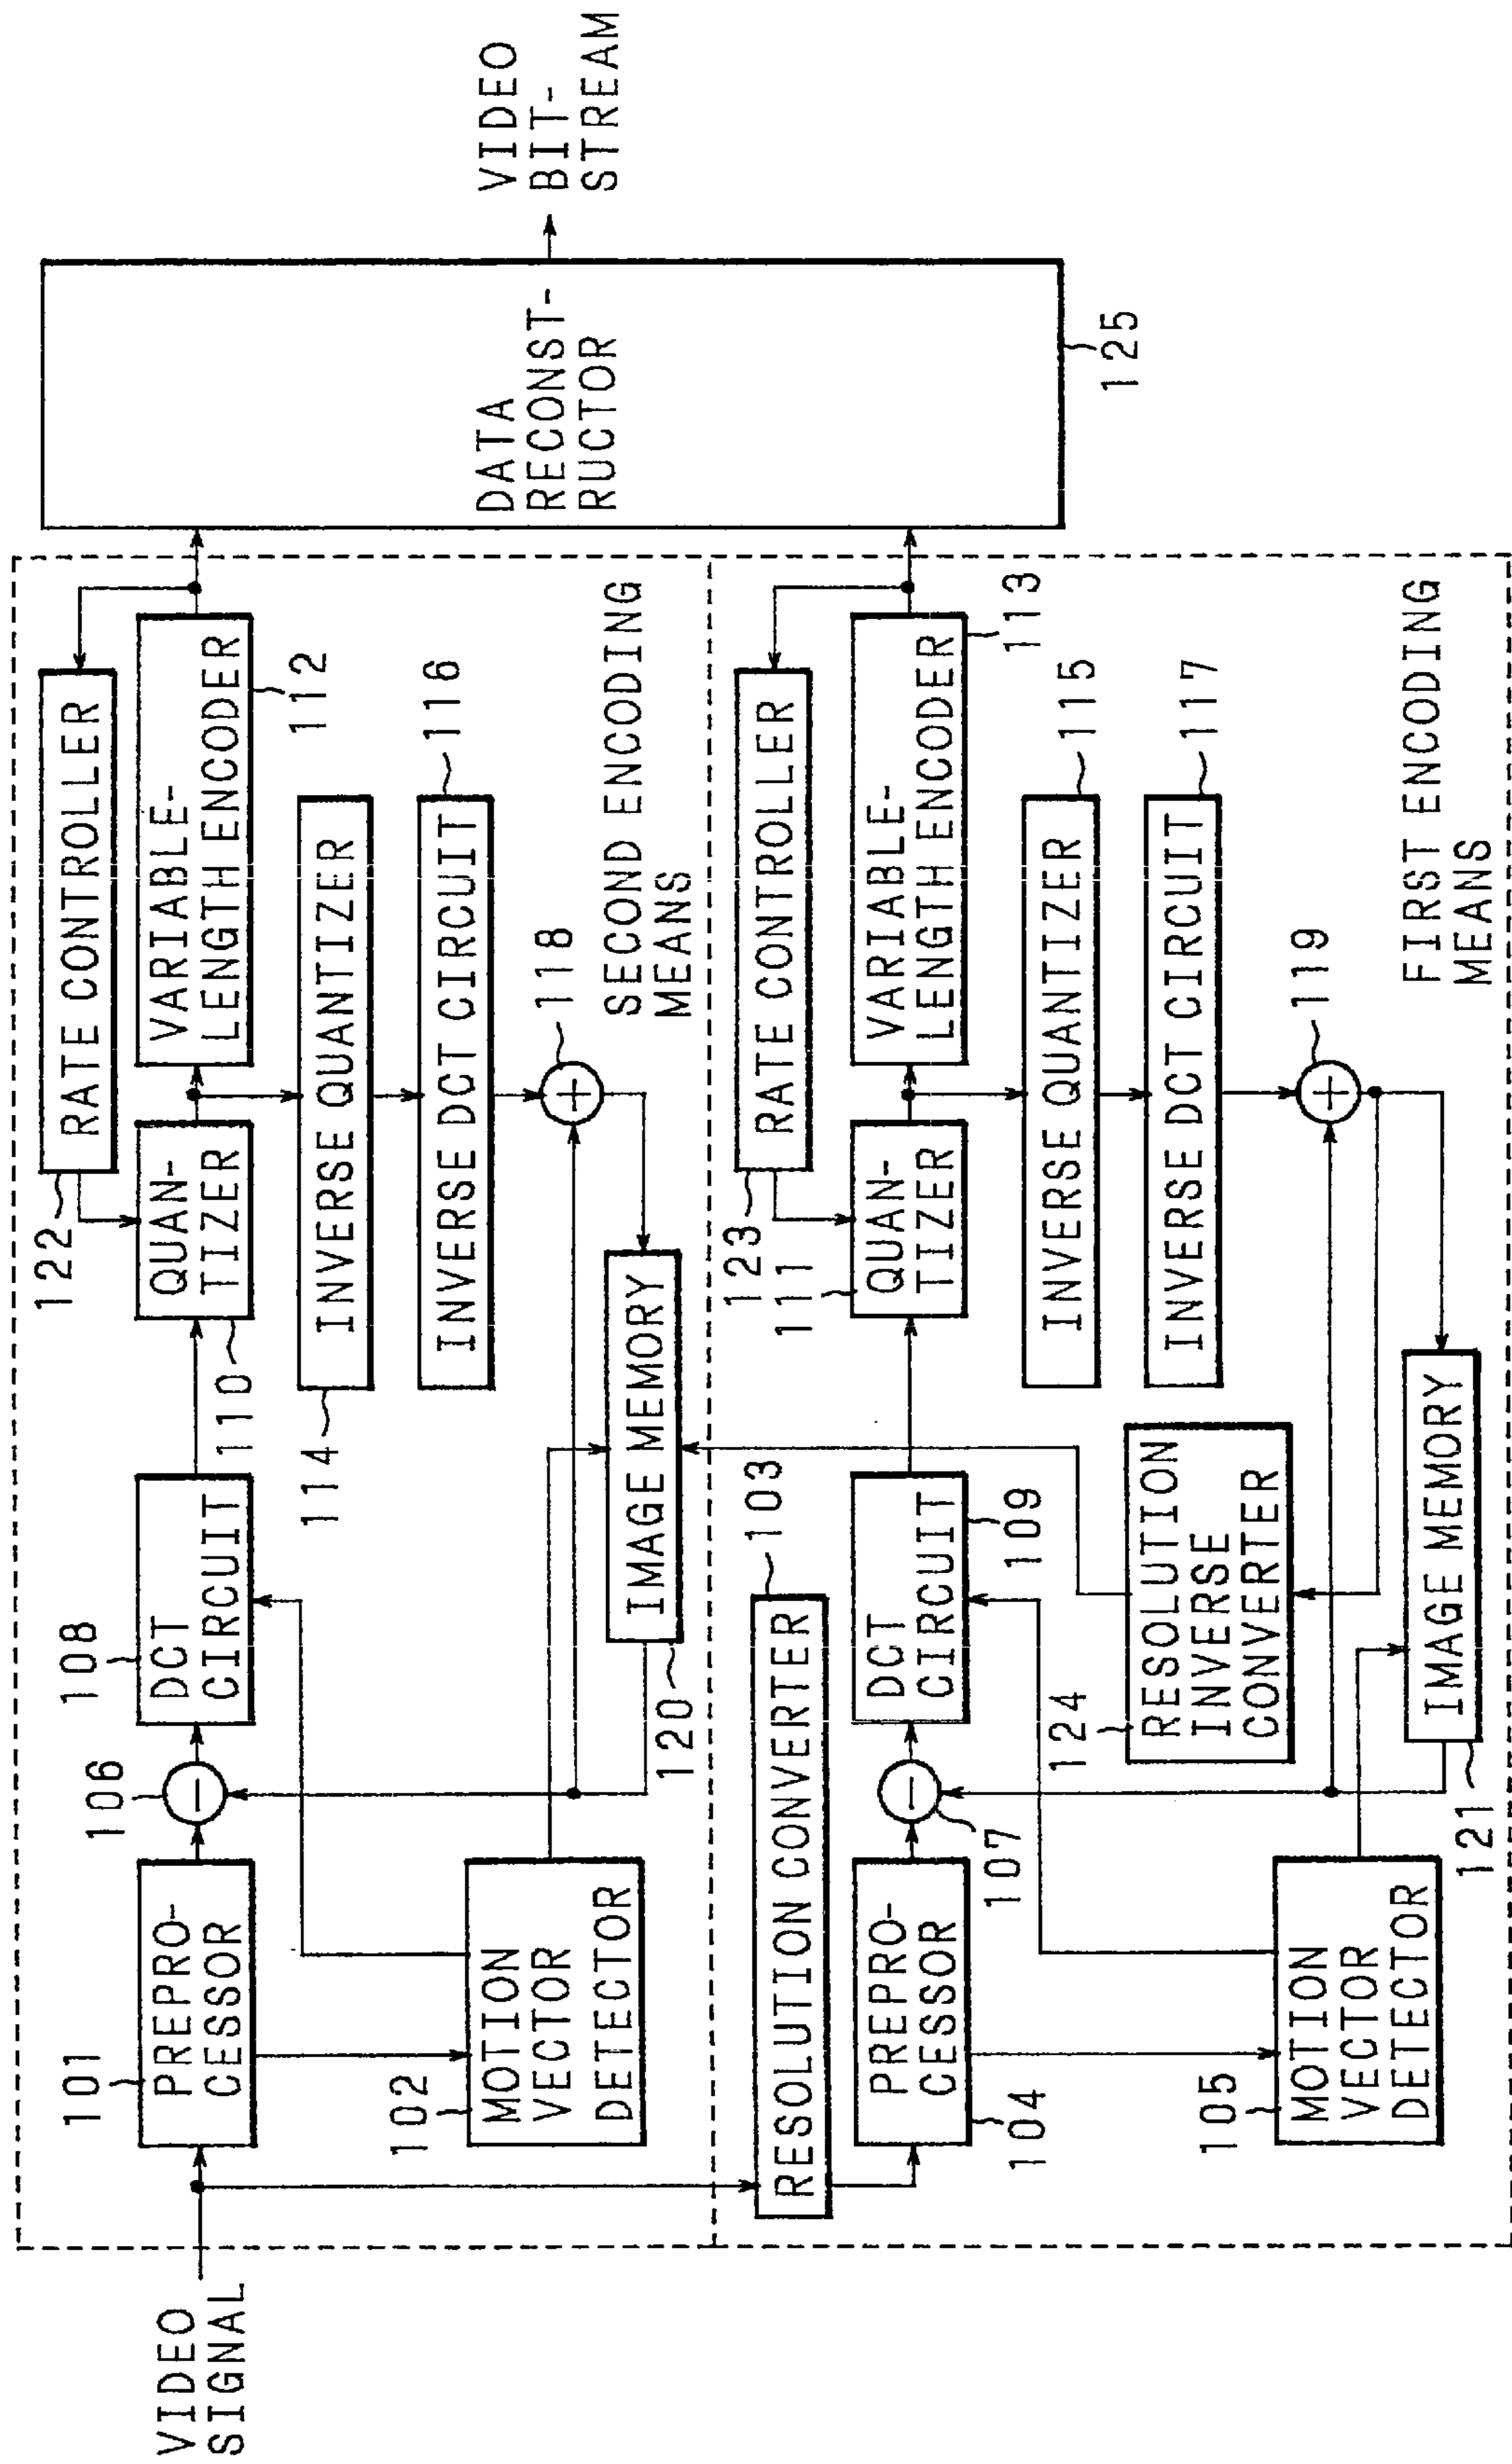 VIDEO
SIGNAL
101
PREPRO-
CESSOR
106
108
DCT
CIRCUIT
110
QUAN-
TIZER
122
RATE CONTROLLER
VARIABLE-
LENGTH ENCODER
112
102
MOTION
VECTOR
DETECTOR
114
INVERSE QUANTIZER
INVERSE DCT CIRCUIT
116
118
120
IMAGE MEMORY
SECOND ENCODING
MEANS
DATA
RECONST-
RUCTOR
125
VIDEO
BIT-
STREAM
RESOLUTION CONVERTER
103
104
PREPRO-
CESSOR
107
DCT
CIRCUIT
109
123
RATE CONTROLLER
111
QUAN-
TIZER
VARIABLE-
LENGTH ENCODER
113
INVERSE QUANTIZER
115
INVERSE DCT CIRCUIT
117
124
RESOLUTION
INVERSE
CONVERTER
105
MOTION
VECTOR
DETECTOR
119
121
IMAGE MEMORY
FIRST ENCODING
MEANS